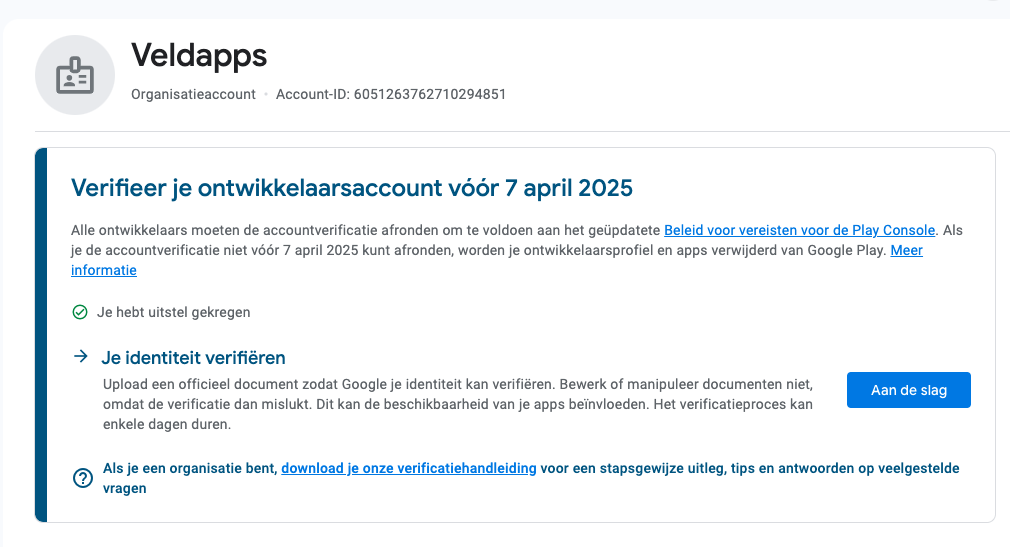 Veldapps
Organisatieaccount • Account-ID: 6051263762710294851
Verifieer je ontwikkelaarsaccount vóór 7 april 2025
Alle ontwikkelaars moeten de accountverificatie afronden om te voldoen aan het geüpdatete Beleid voor vereisten voor de Play Console. Als
je de accountverificatie niet vóór 7 april 2025 kunt afronden, worden je ontwikkelaarsprofiel en apps verwijderd van Google Play. Meer
informatie
Je hebt uitstel gekregen
Je identiteit verifiëren
Upload een officieel document zodat Google je identiteit kan verifiëren. Bewerk of manipuleer documenten niet,
omdat de verificatie dan mislukt. Dit kan de beschikbaarheid van je apps beïnvloeden. Het verificatieproces kan
enkele dagen duren.
Aan de slag
Als je een organisatie bent, download je onze verificatiehandleiding voor een stapsgewijze uitleg, tips en antwoorden op veelgestelde
vragen